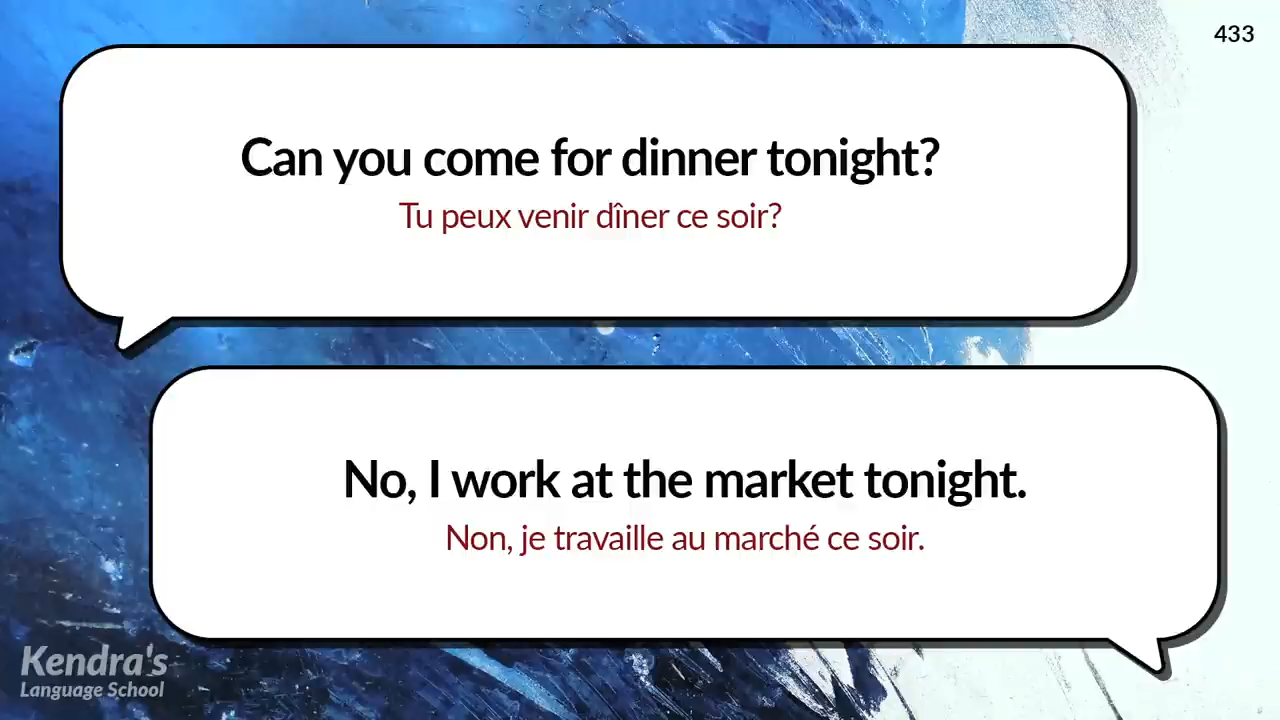 433
Can you come for dinner tonight?
Tu peux venir dîner ce soir?
No, I work at the market tonight.
Non, je travaille au marché ce soir.
Kendra's
Language School